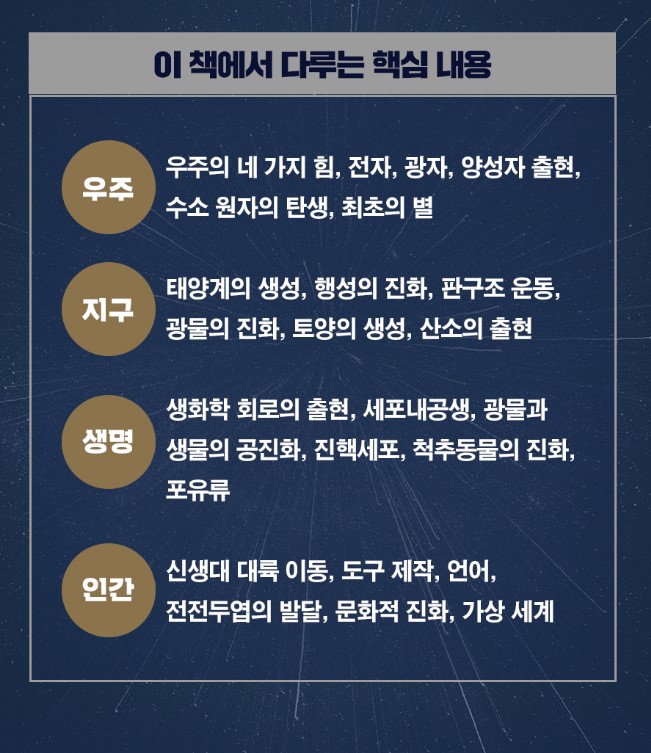 이 책에서 다루는 핵심 내용
우주
우주의 네 가지 힘, 전자, 광자, 양성자 출현,
수소 원자의 탄생, 최초의 별
지구
태양계의 생성, 행성의 진화, 판구조 운동,
광물의 진화, 토양의 생성, 산소의 출현
생명
생화학 회로의 출현, 세포내공생, 광물과
생물의 공진화, 진핵세포, 척추동물의 진화,
포유류
인간
신생대 대륙 이동, 도구 제작, 언어,
전전두엽의 발달, 문화적 진화, 가상 세계